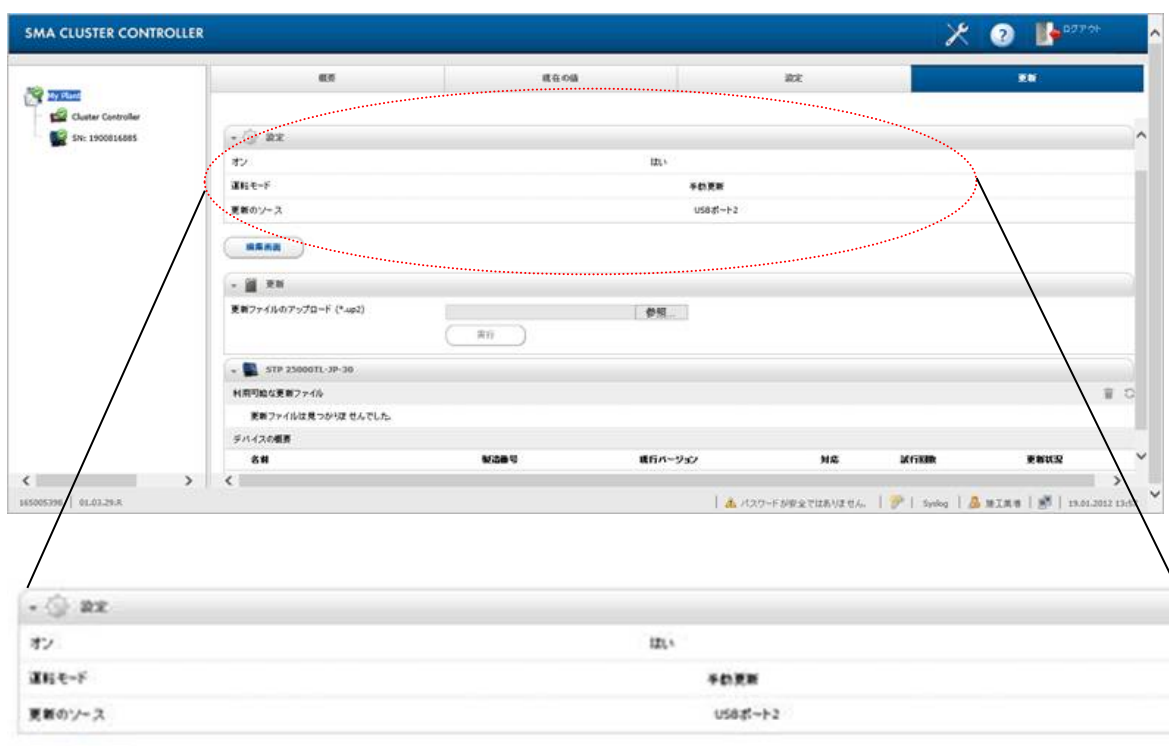 SMA CLUSTER CONTROLLER
ログアウト
概要 現在の値 設定 更新
My Plant
Cluster Controller
SN: 1900816885
設定
オン はい
運転モード 手動更新
更新のソース USBポート2
編集画面
更新
更新ファイルのアップロード (*.up2) 参照...
実行
STP 25000TL-JP-30
利用可能な更新ファイル
更新ファイルは見つかりませんでした。
デバイスの概要
名前 製造番号 現行バージョン 対応 試行回数 更新状況
165005398 | 01.03.29.R
パスワードが安全ではありません。 | Syslog | 施工業者 | 19.01.2012 13:5
設定
オン はい
運転モード 手動更新
更新のソース USBポート2